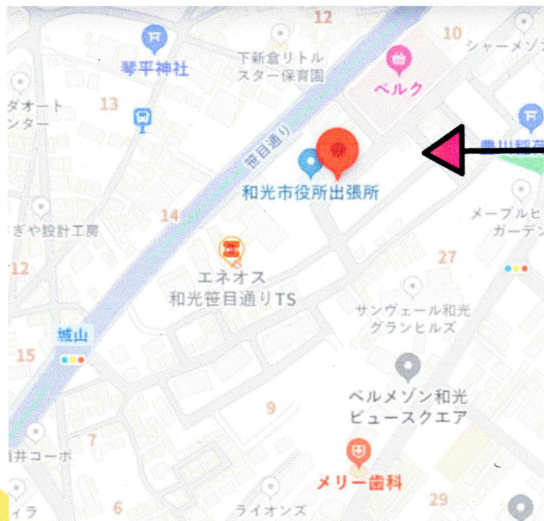 12
10
シャーメゾン
琴平神社
下新倉リトル
スター保育園
ベルク
ダオート
ンター
13
笹目通り
豊川稲荷
和光市役所出張所
メープルヒ
ガーデン
ぎや設計工房
14
エネオス
和光笹目通りTS
27
12
サンヴェール和光
グランヒルズ
城山
15
ベルメゾン和光
ビュースクエア
9
7
酒井コーポ
メリー歯科
6
ィラ
ライオンズ
29